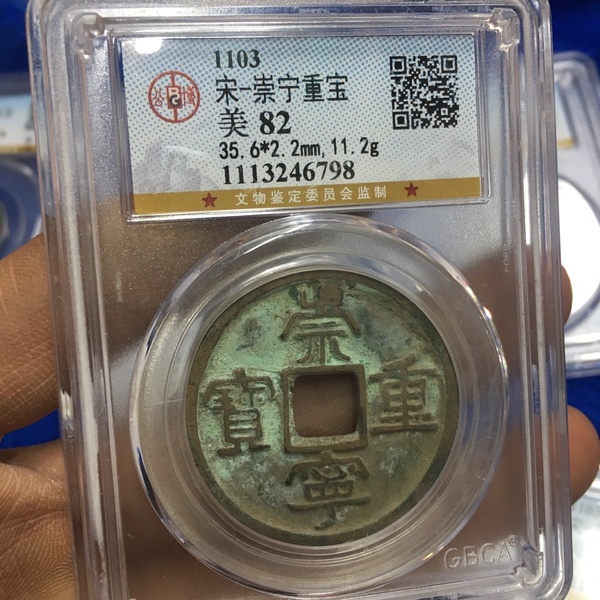 1103
宋-崇宁重宝
美 82
35.6*2.2mm,11.2g
1113246798
★ 文物鉴定委员会监制 ★
崇
寶 重
寧
GBCA®